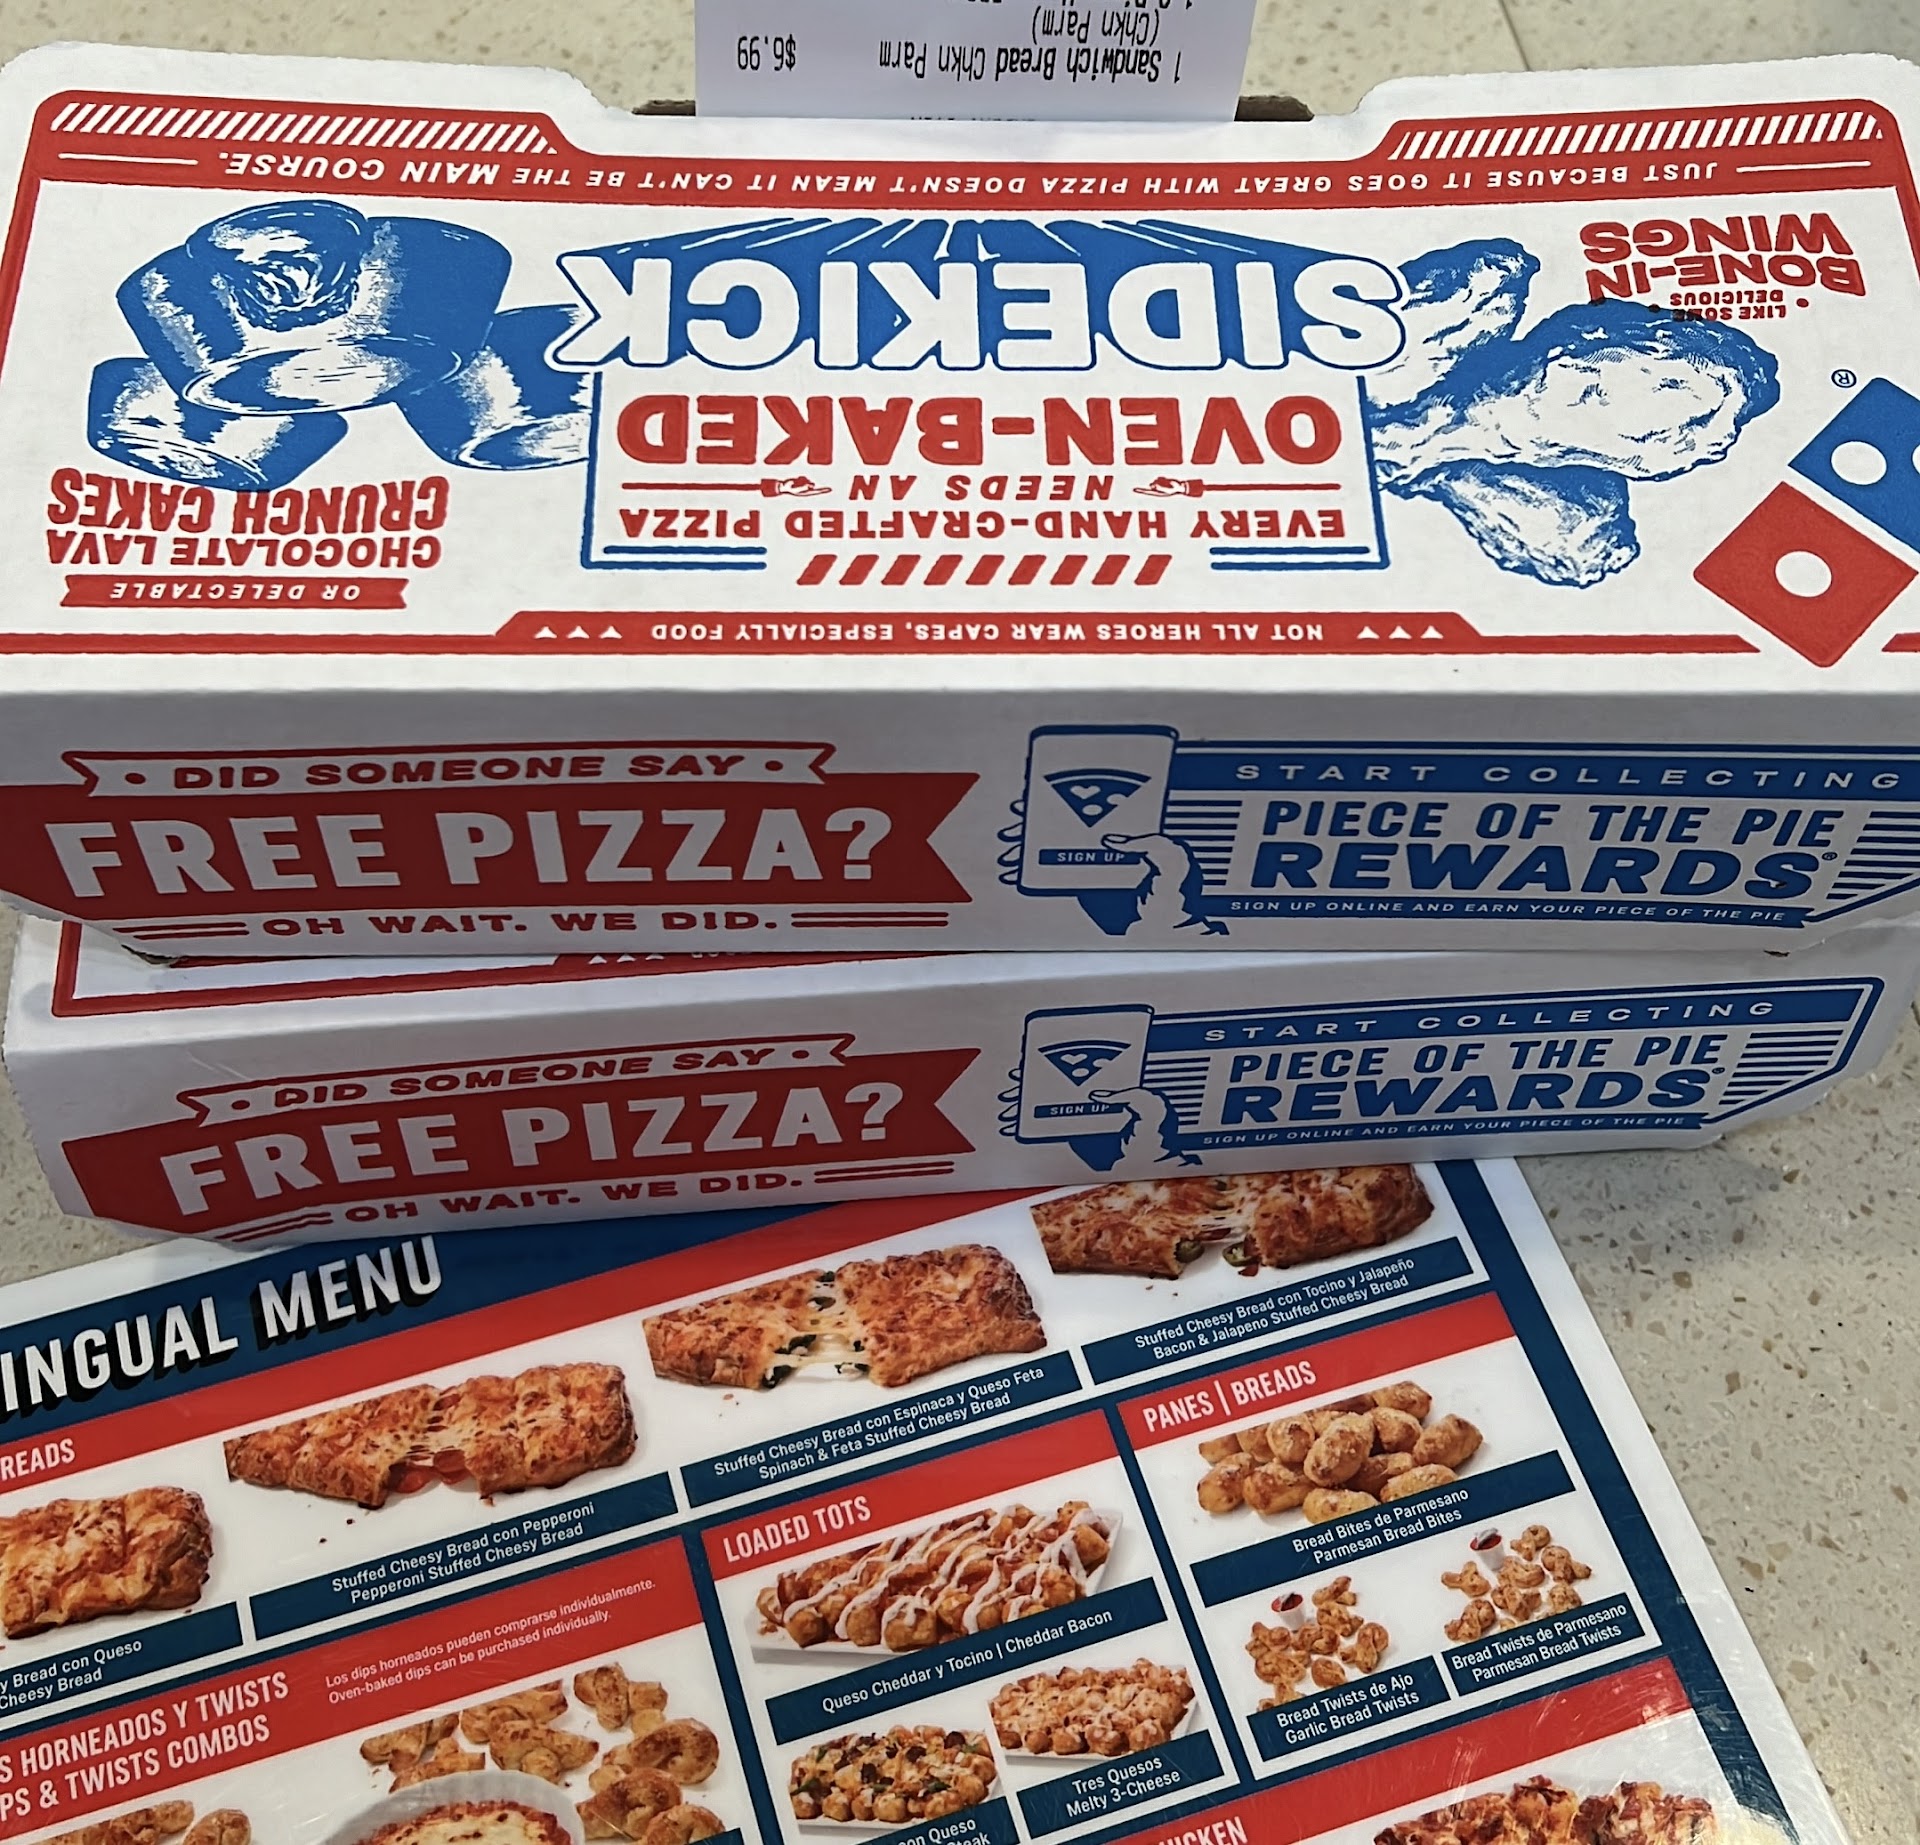 1 Sandwich Bread Chkn Parm $6.99
(Chkn Parm)
JUST BECAUSE IT GOES GREAT WITH PIZZA DOESN'T MEAN IT CAN'T BE THE MAIN COURSE.
LIKE SOME
DELICIOUS
BONE-IN
WINGS
®
NOT ALL HEROES WEAR CAPES, ESPECIALLY FOOD
EVERY HAND-CRAFTED PIZZA
NEEDS AN
OVEN-BAKED
SIDEKICK
OR DELECTABLE
CHOCOLATE LAVA
CRUNCH CAKES
DID SOMEONE SAY
FREE PIZZA?
OH WAIT. WE DID.
SIGN UP
START COLLECTING
PIECE OF THE PIE
REWARDS®
SIGN UP ONLINE AND EARN YOUR PIECE OF THE PIE
DID SOMEONE SAY
FREE PIZZA?
OH WAIT. WE DID.
SIGN UP
START COLLECTING
PIECE OF THE PIE
REWARDS®
SIGN UP ONLINE AND EARN YOUR PIECE OF THE PIE
INGUAL MENU
READS
y Bread con Queso
Cheesy Bread
Stuffed Cheesy Bread con Pepperoni
Pepperoni Stuffed Cheesy Bread
Stuffed Cheesy Bread con Espinaca y Queso Feta
Spinach & Feta Stuffed Cheesy Bread
Stuffed Cheesy Bread con Tocino y Jalapeño
Bacon & Jalapeno Stuffed Cheesy Bread
S HORNEADOS Y TWISTS
PS & TWISTS COMBOS
Los dips horneados pueden comprarse individualmente.
Oven-baked dips can be purchased individually.
LOADED TOTS
Queso Cheddar y Tocino | Cheddar Bacon
Tres Quesos
Melty 3-Cheese
on Queso
teak
PANES | BREADS
Bread Bites de Parmesano
Parmesan Bread Bites
Bread Twists de Ajo
Garlic Bread Twists
Bread Twists de Parmesano
Parmesan Bread Twists
ICKEN